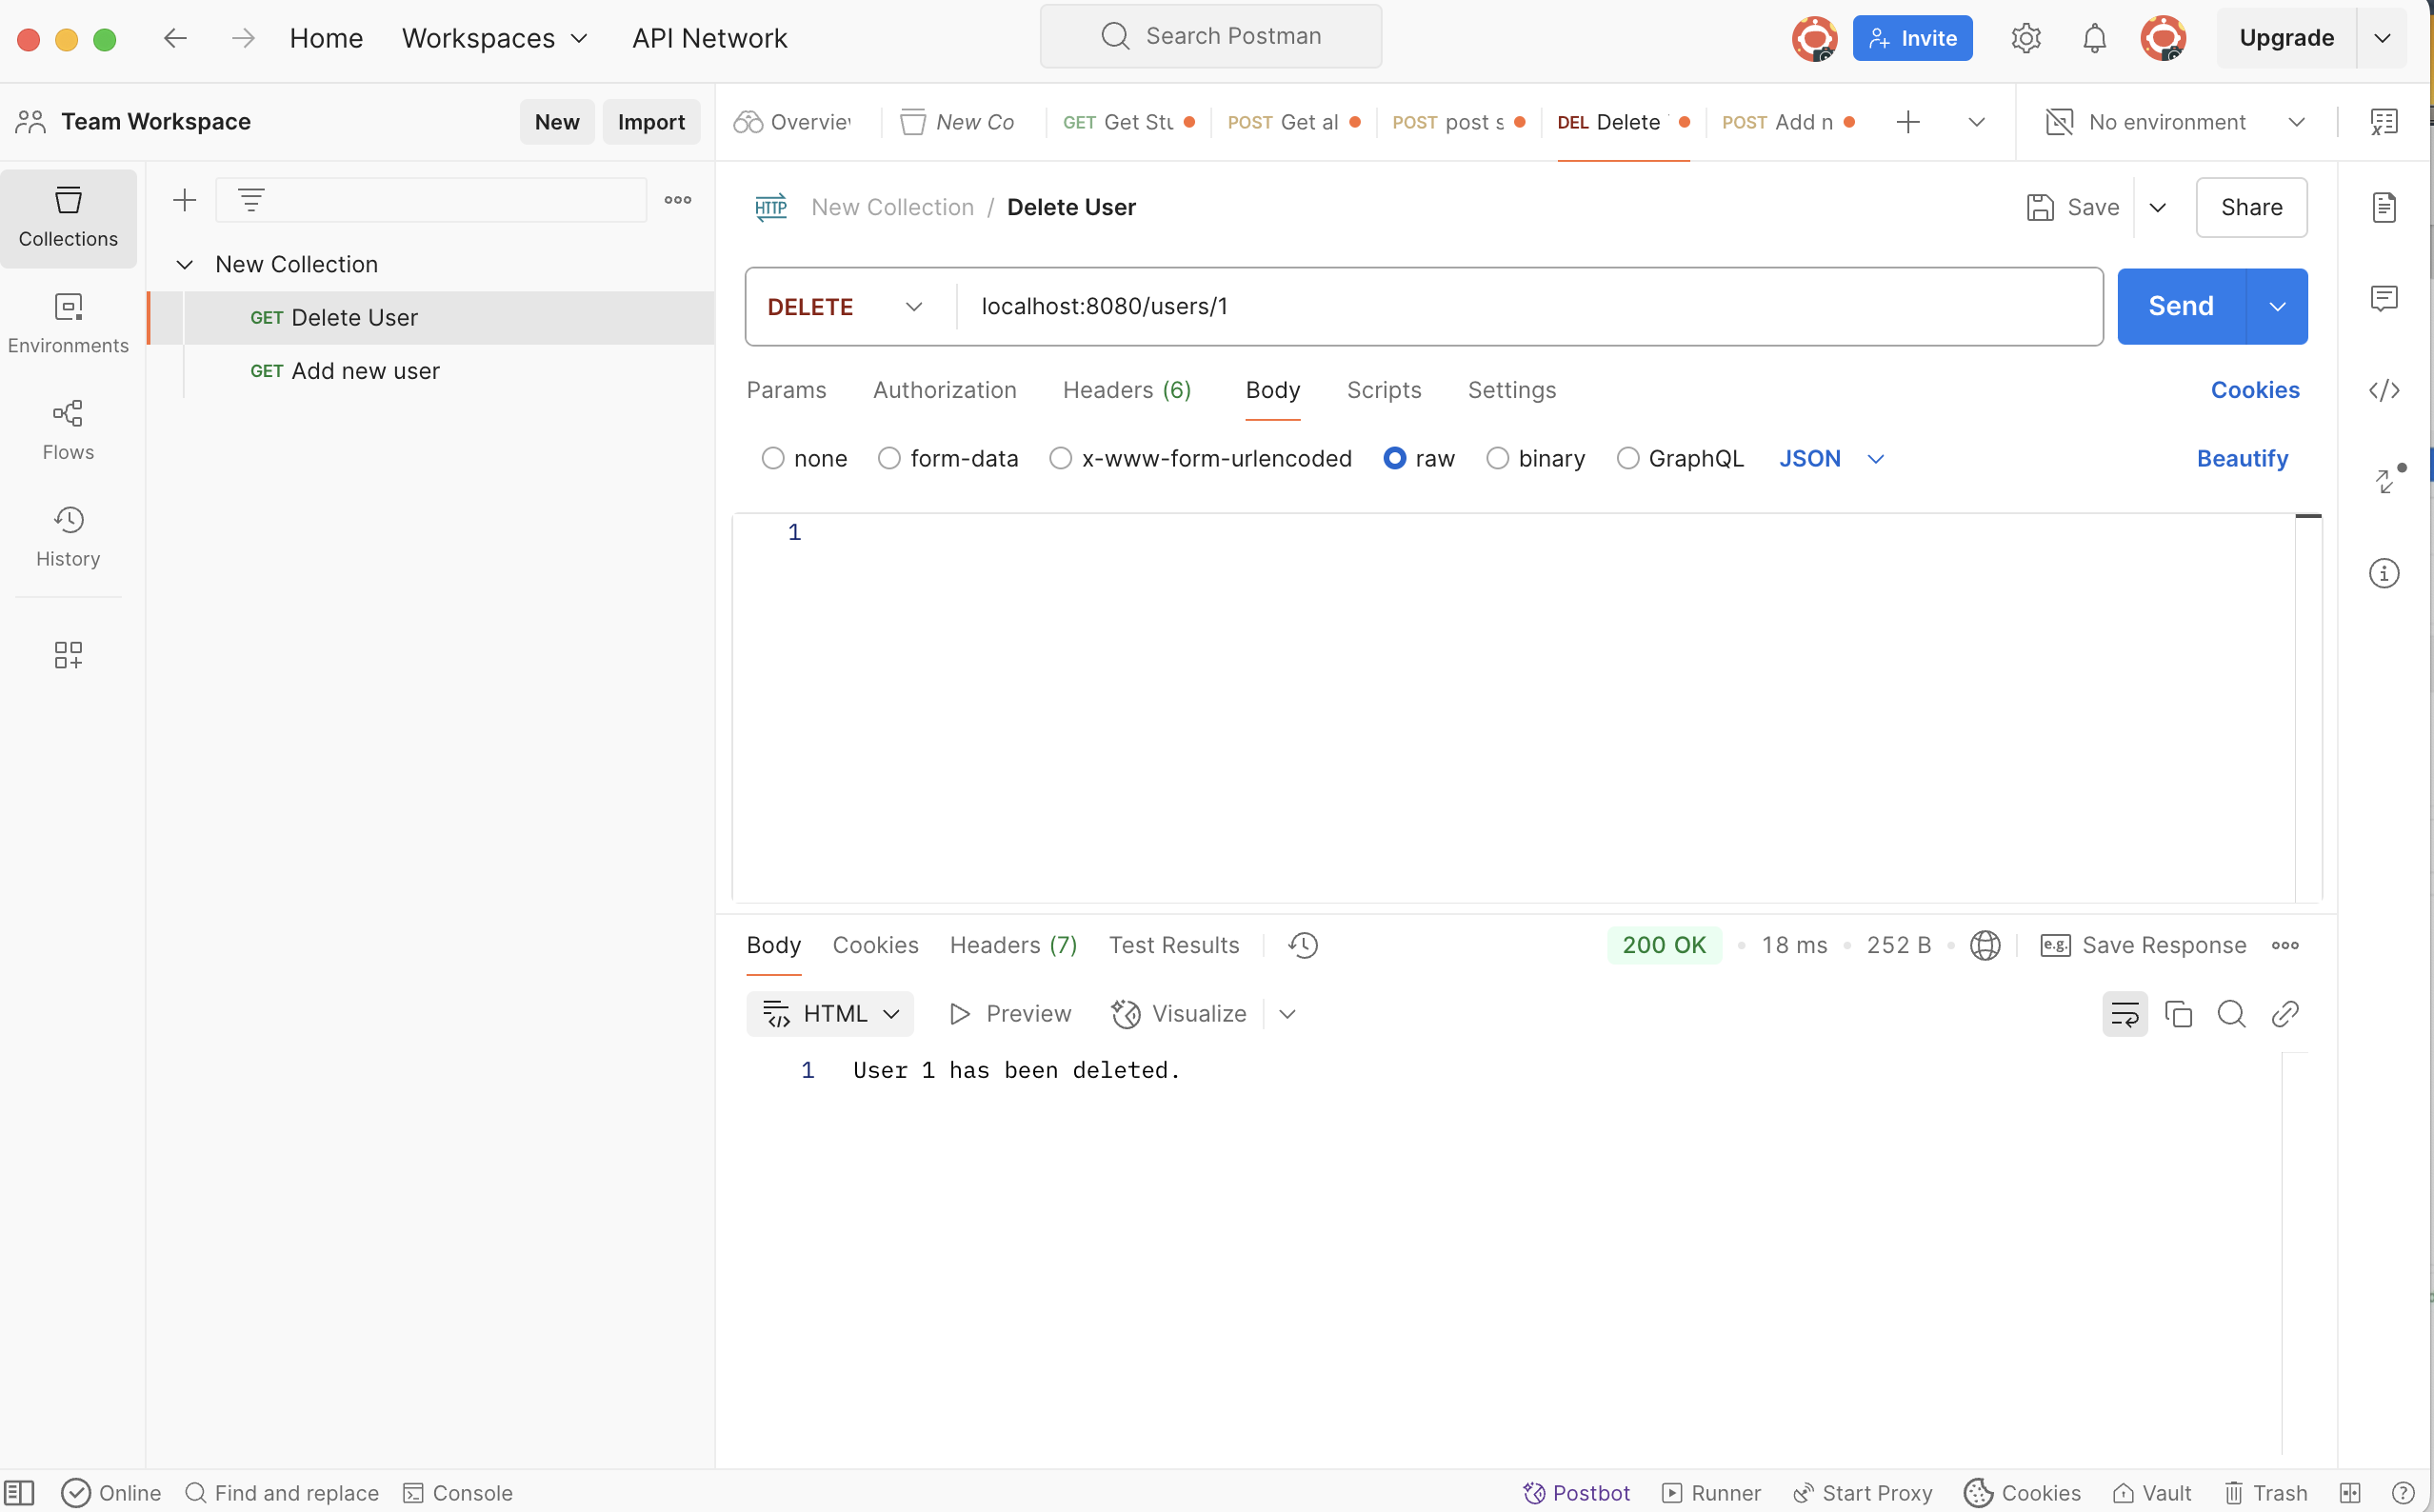 Home Workspaces API Network Search Postman Invite Upgrade
Team Workspace New Import Overvie New Co GET Get Stu POST Get al POST post s DEL Delete POST Add n No environment
Collections
Environments
Flows
History
New Collection
GET Delete User
GET Add new user
HTTP New Collection / Delete User Save Share
DELETE localhost:8080/users/1 Send
Params Authorization Headers (6) Body Scripts Settings Cookies
none form-data x-www-form-urlencoded raw binary GraphQL JSON Beautify
1
Body Cookies Headers (7) Test Results 200 OK • 18 ms • 252 B • e.g. Save Response
HTML Preview Visualize
1 User 1 has been deleted.
Online Find and replace Console Postbot Runner Start Proxy Cookies Vault Trash